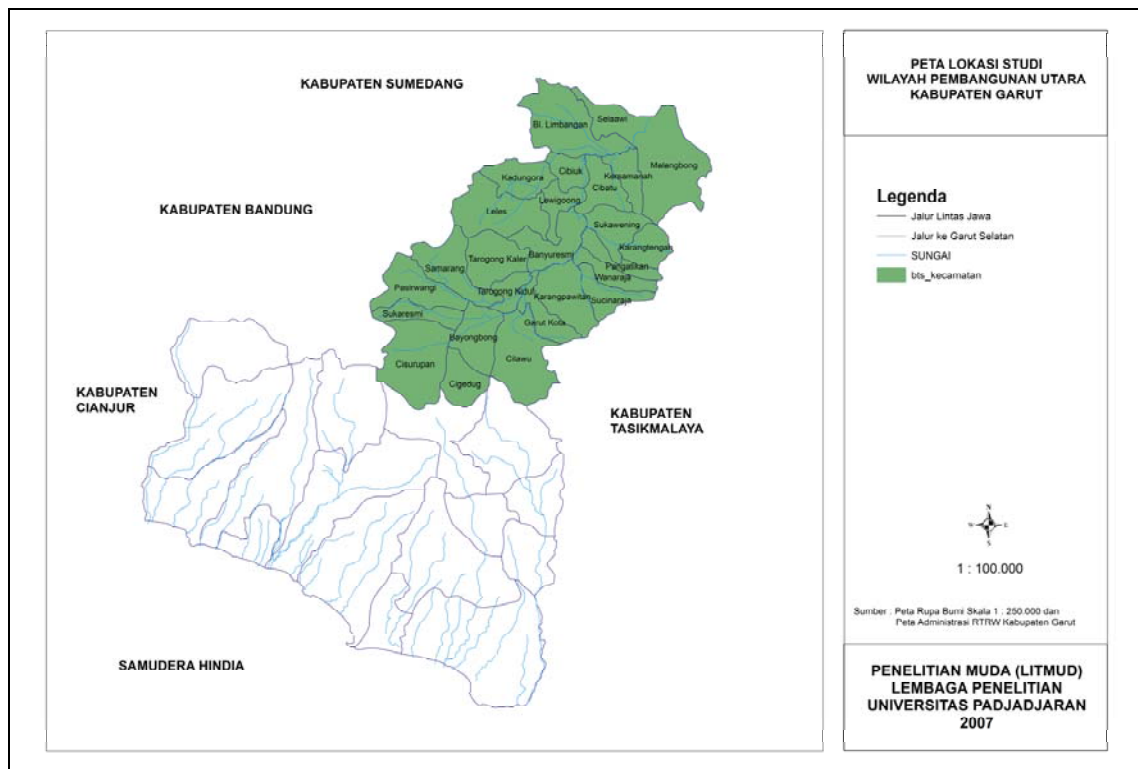 KABUPATEN SUMEDANG
KABUPATEN BANDUNG
KABUPATEN
CIANJUR
KABUPATEN
TASIKMALAYA
SAMUDERA HINDIA
Bl. Limbangan
Selaawi
Malengbong
Kedungora
Cibiuk
Kersamanah
Cibatu
Lewigoong
Leles
Sukawening
Karangtengah
Tarogong Kaler
Banyuresmi
Pangatikan
Samarang
Wanaraja
Pasirwangi
Tarogong Kidul
Karangpawitan
Sucinaraja
Sukaresmi
Garut Kota
Bayongbong
Cisurupan
Cilawu
Cigedug
PETA LOKASI STUDI
WILAYAH PEMBANGUNAN UTARA
KABUPATEN GARUT
Legenda
Jalur Lintas Jawa
Jalur ke Garut Selatan
SUNGAI
bts_kecamatan
N
W E
S
1 : 100.000
Sumber : Peta Rupa Bumi Skala 1 : 250.000 dan
Peta Administrasi RTRW Kabupaten Garut
PENELITIAN MUDA (LITMUD)
LEMBAGA PENELITIAN
UNIVERSITAS PADJADJARAN
2007